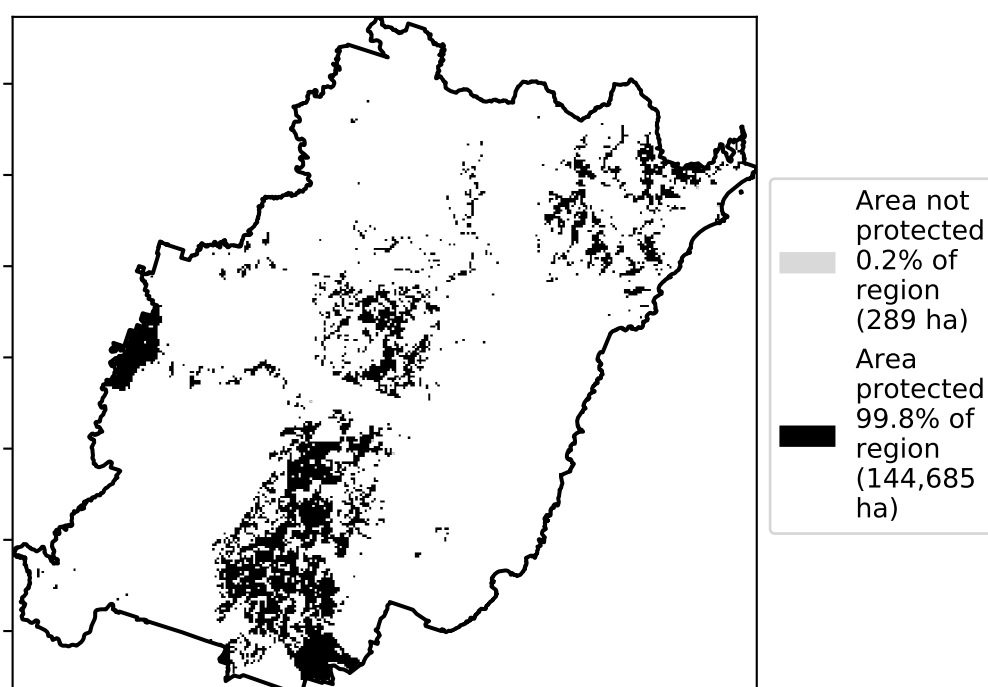 Area not
protected
0.2% of
region
(289 ha)
Area
protected
99.8% of
region
(144,685
ha)